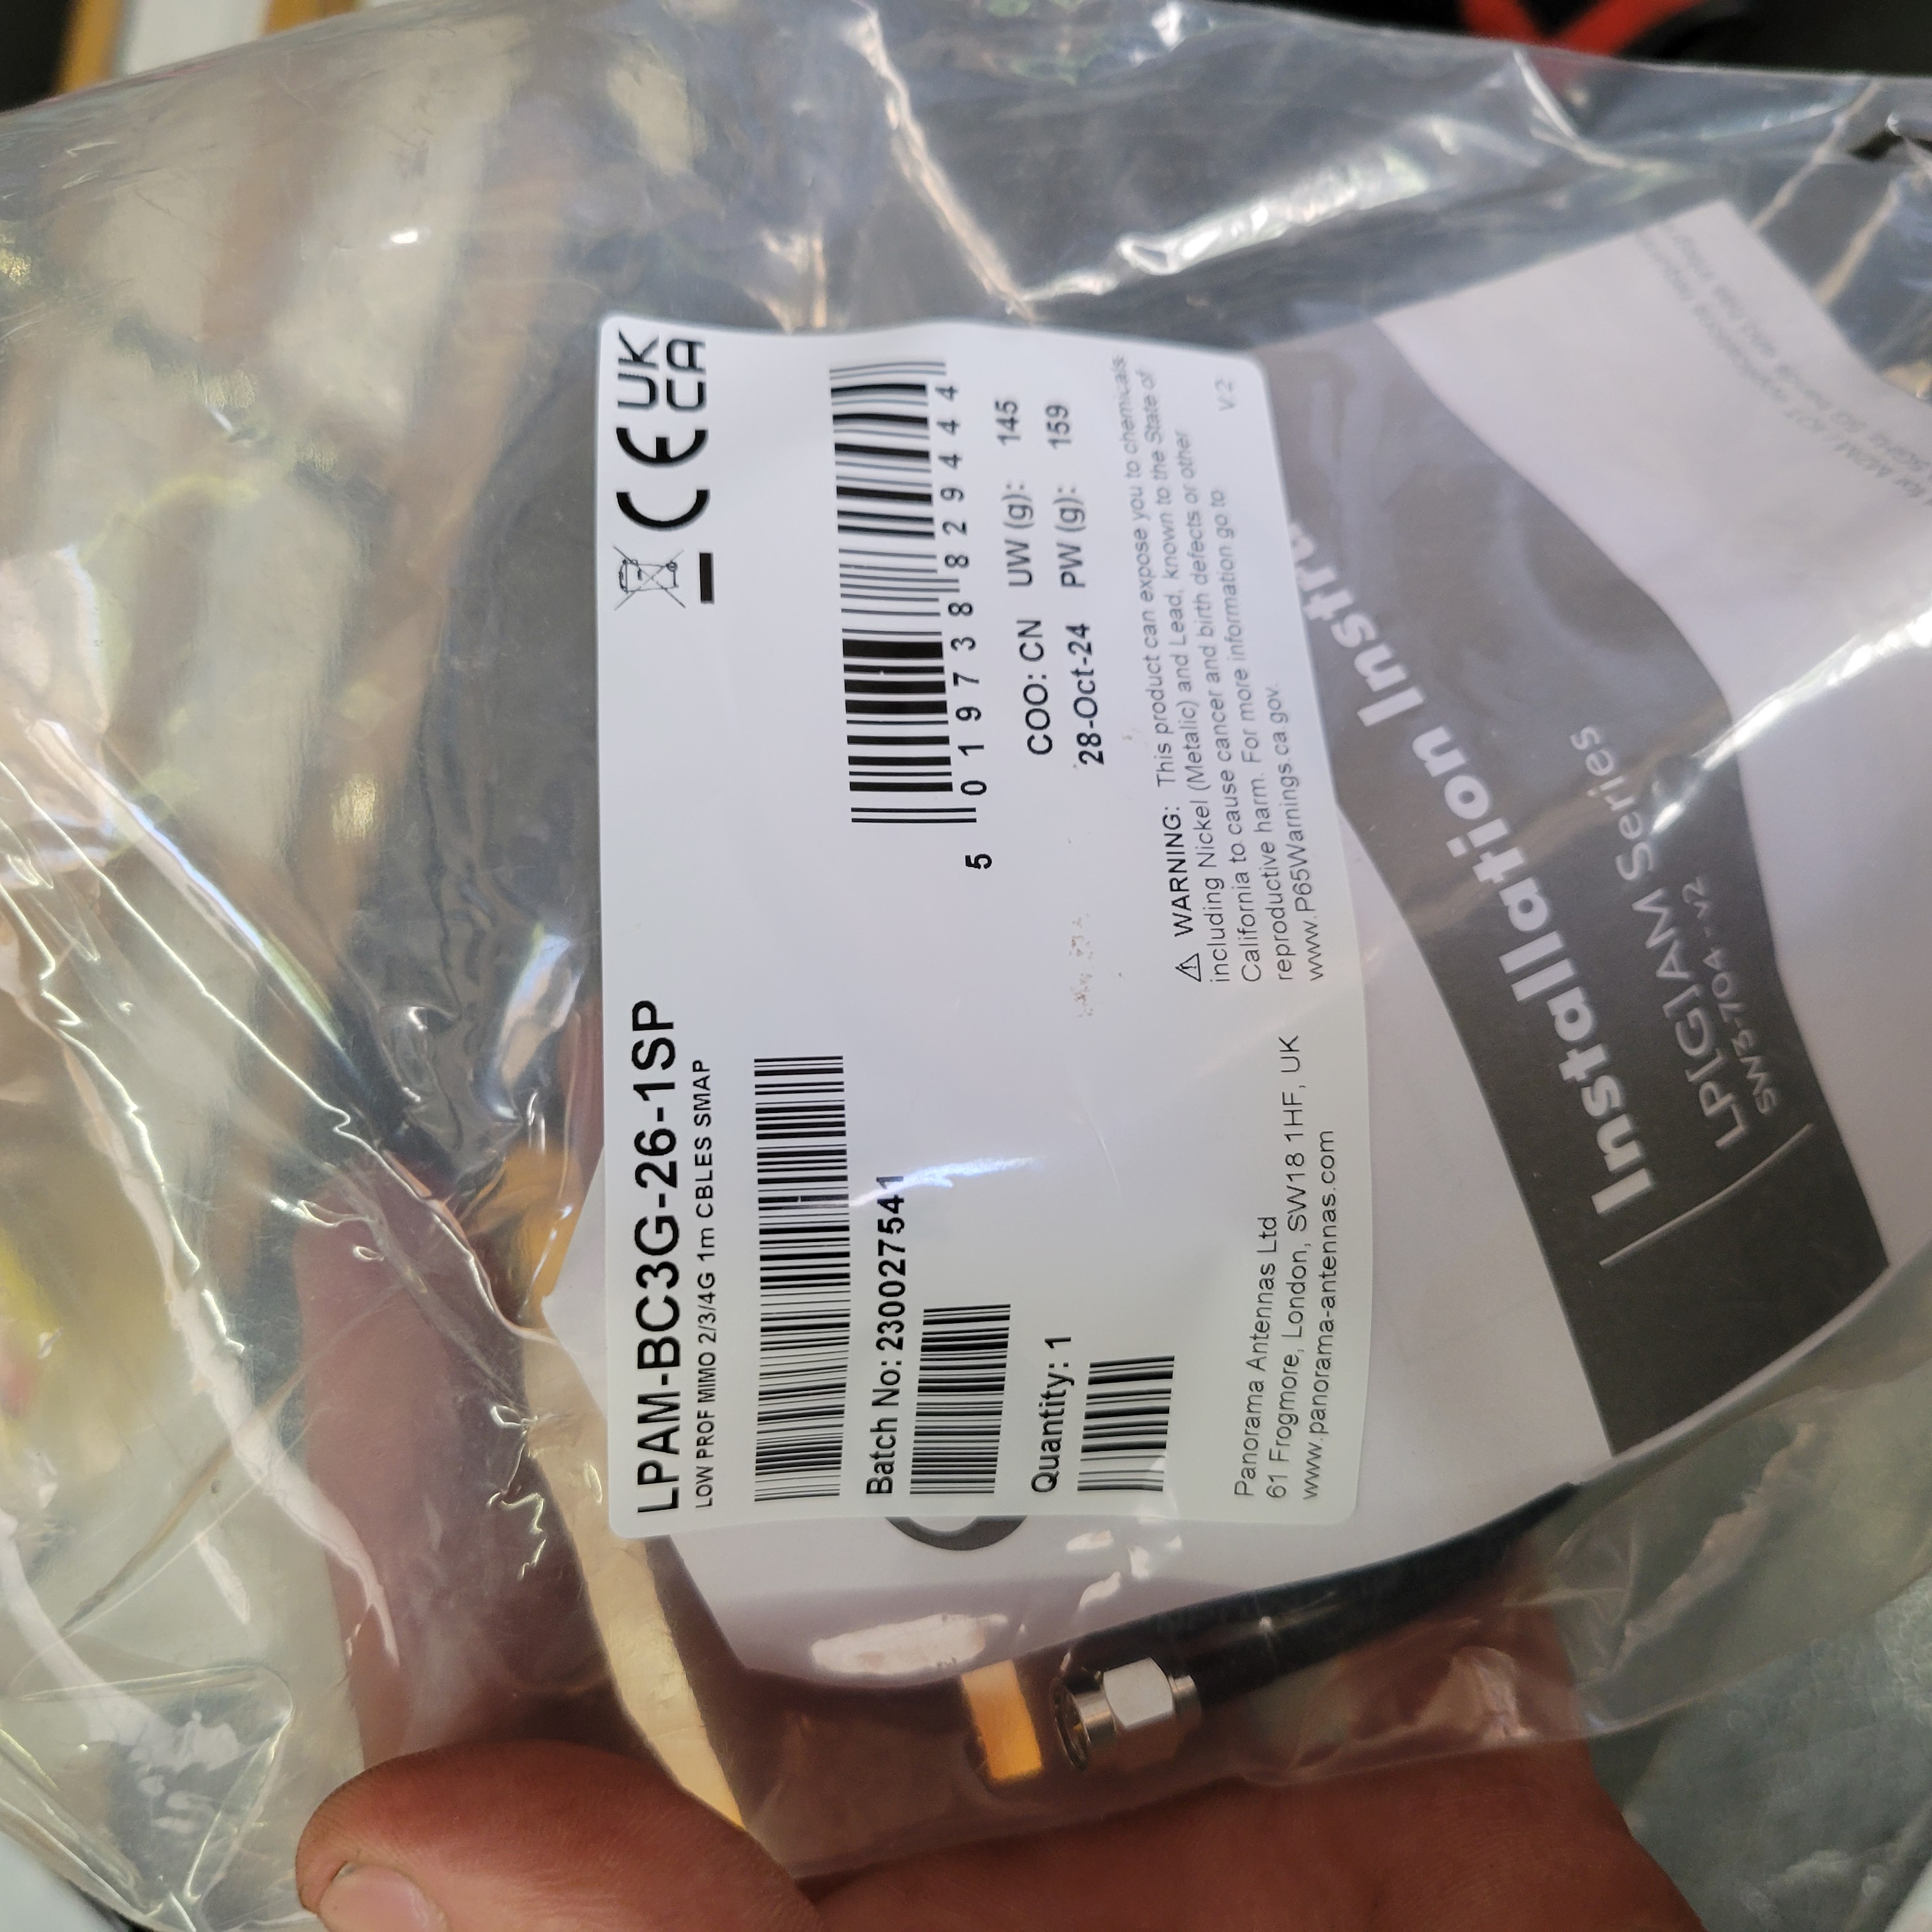 LPAM-BC3G-26-1SP
LOW PROF MIMO 2/3/4G 1m CBLES SMAP
CE UK
CA
Batch No: 230027541
Quantity: 1
5 019738 829444
COO: CN UW (g): 145
28-Oct-24 PW (g): 159
Panorama Antennas Ltd
61 Frogmore, London, SW18 1HF, UK
www.panorama-antennas.com
⚠ WARNING: This product can expose you to chemicals
including Nickel (Metalic) and Lead, known to the State of
California to cause cancer and birth defects or other
reproductive harm. For more information go to
www.P65Warnings.ca.gov.
V.2
Installation Instru
LP[G]AM Series
SW3-704-v2